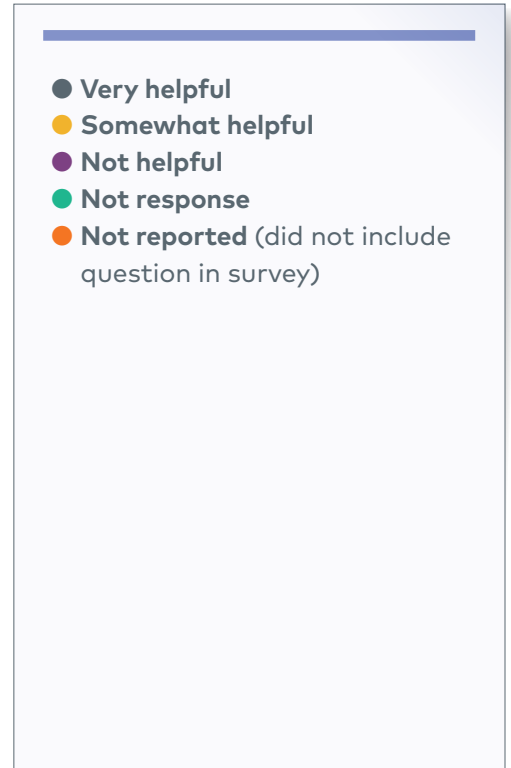 Very helpful
Somewhat helpful
Not helpful
Not response
Not reported (did not include
question in survey)